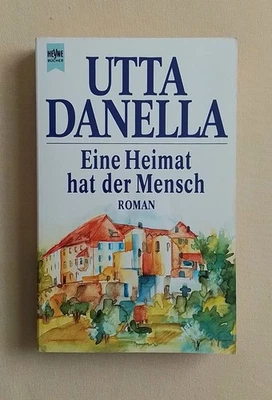 HEYNE
BÜCHER
UTTA
DANELLA
Eine Heimat
hat der Mensch
ROMAN